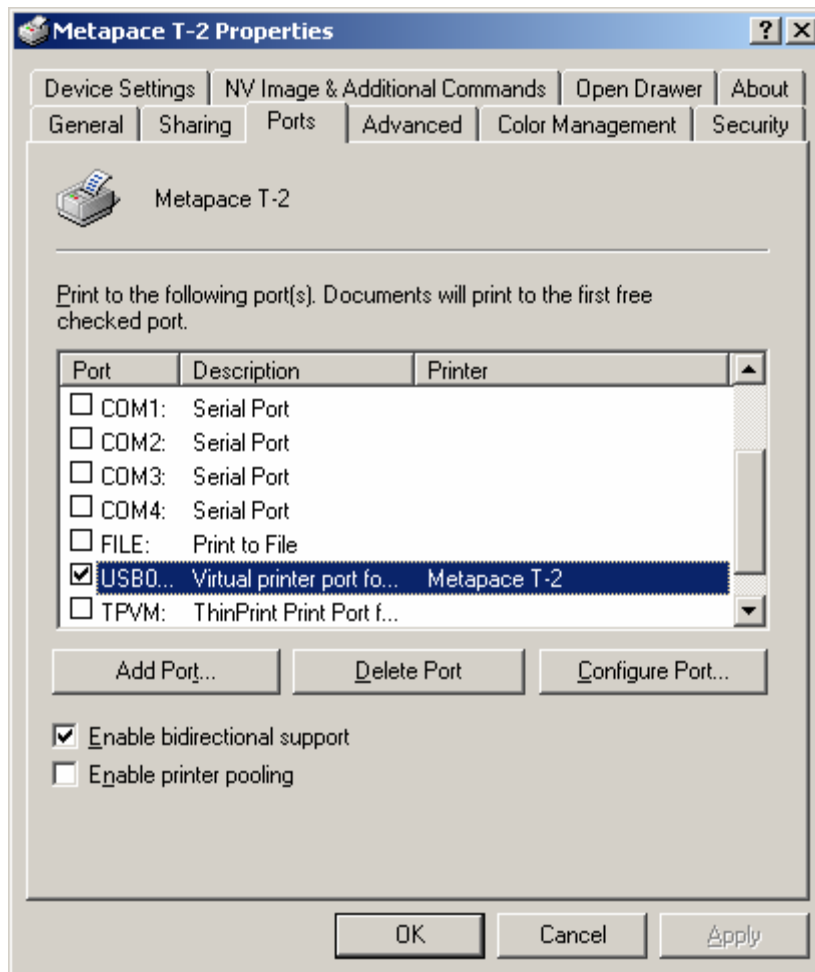 Metapace T-2 Properties
Device Settings NV Image & Additional Commands Open Drawer About
General Sharing Ports Advanced Color Management Security
Metapace T-2
Print to the following port(s). Documents will print to the first free
checked port.
Port Description Printer
COM1: Serial Port
COM2: Serial Port
COM3: Serial Port
COM4: Serial Port
FILE: Print to File
USB0... Virtual printer port fo... Metapace T-2
TPVM: ThinPrint Print Port f...
Add Port... Delete Port Configure Port...
Enable bidirectional support
Enable printer pooling
OK Cancel Apply